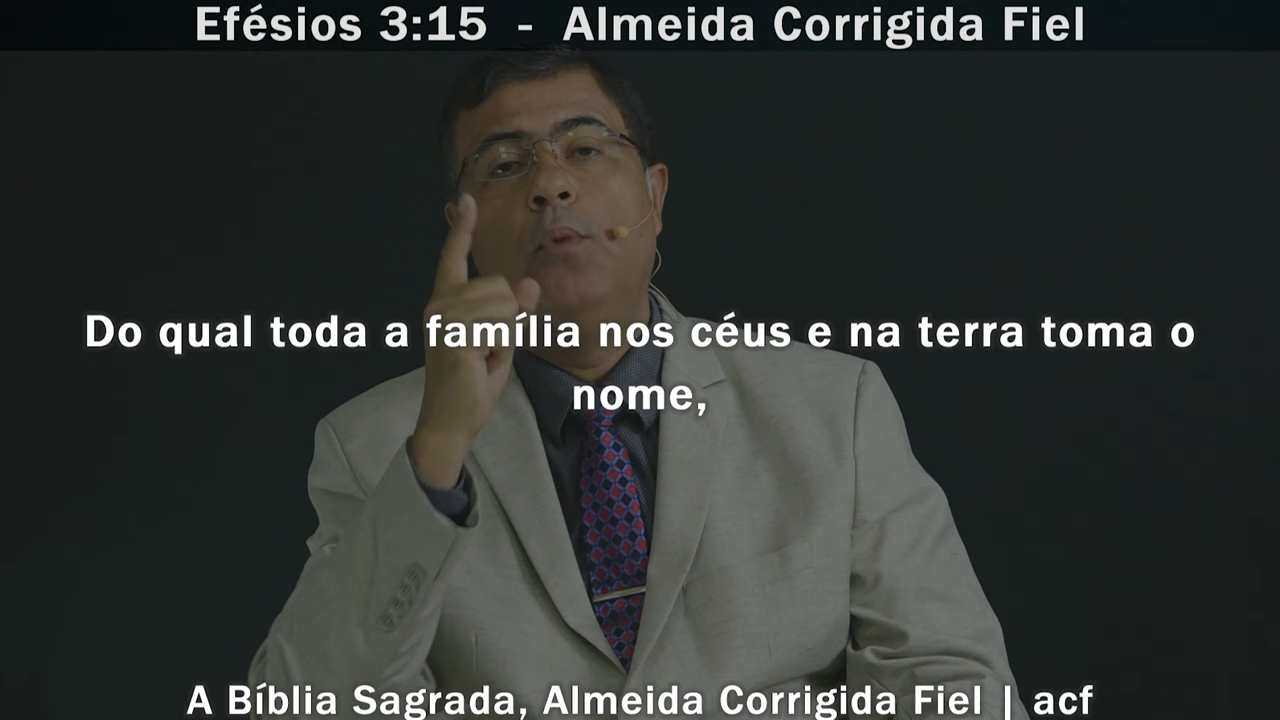 Efésios 3:15 - Almeida Corrigida Fiel
Do qual toda a família nos céus e na terra toma o
nome,
A Bíblia Sagrada, Almeida Corrigida Fiel | acf